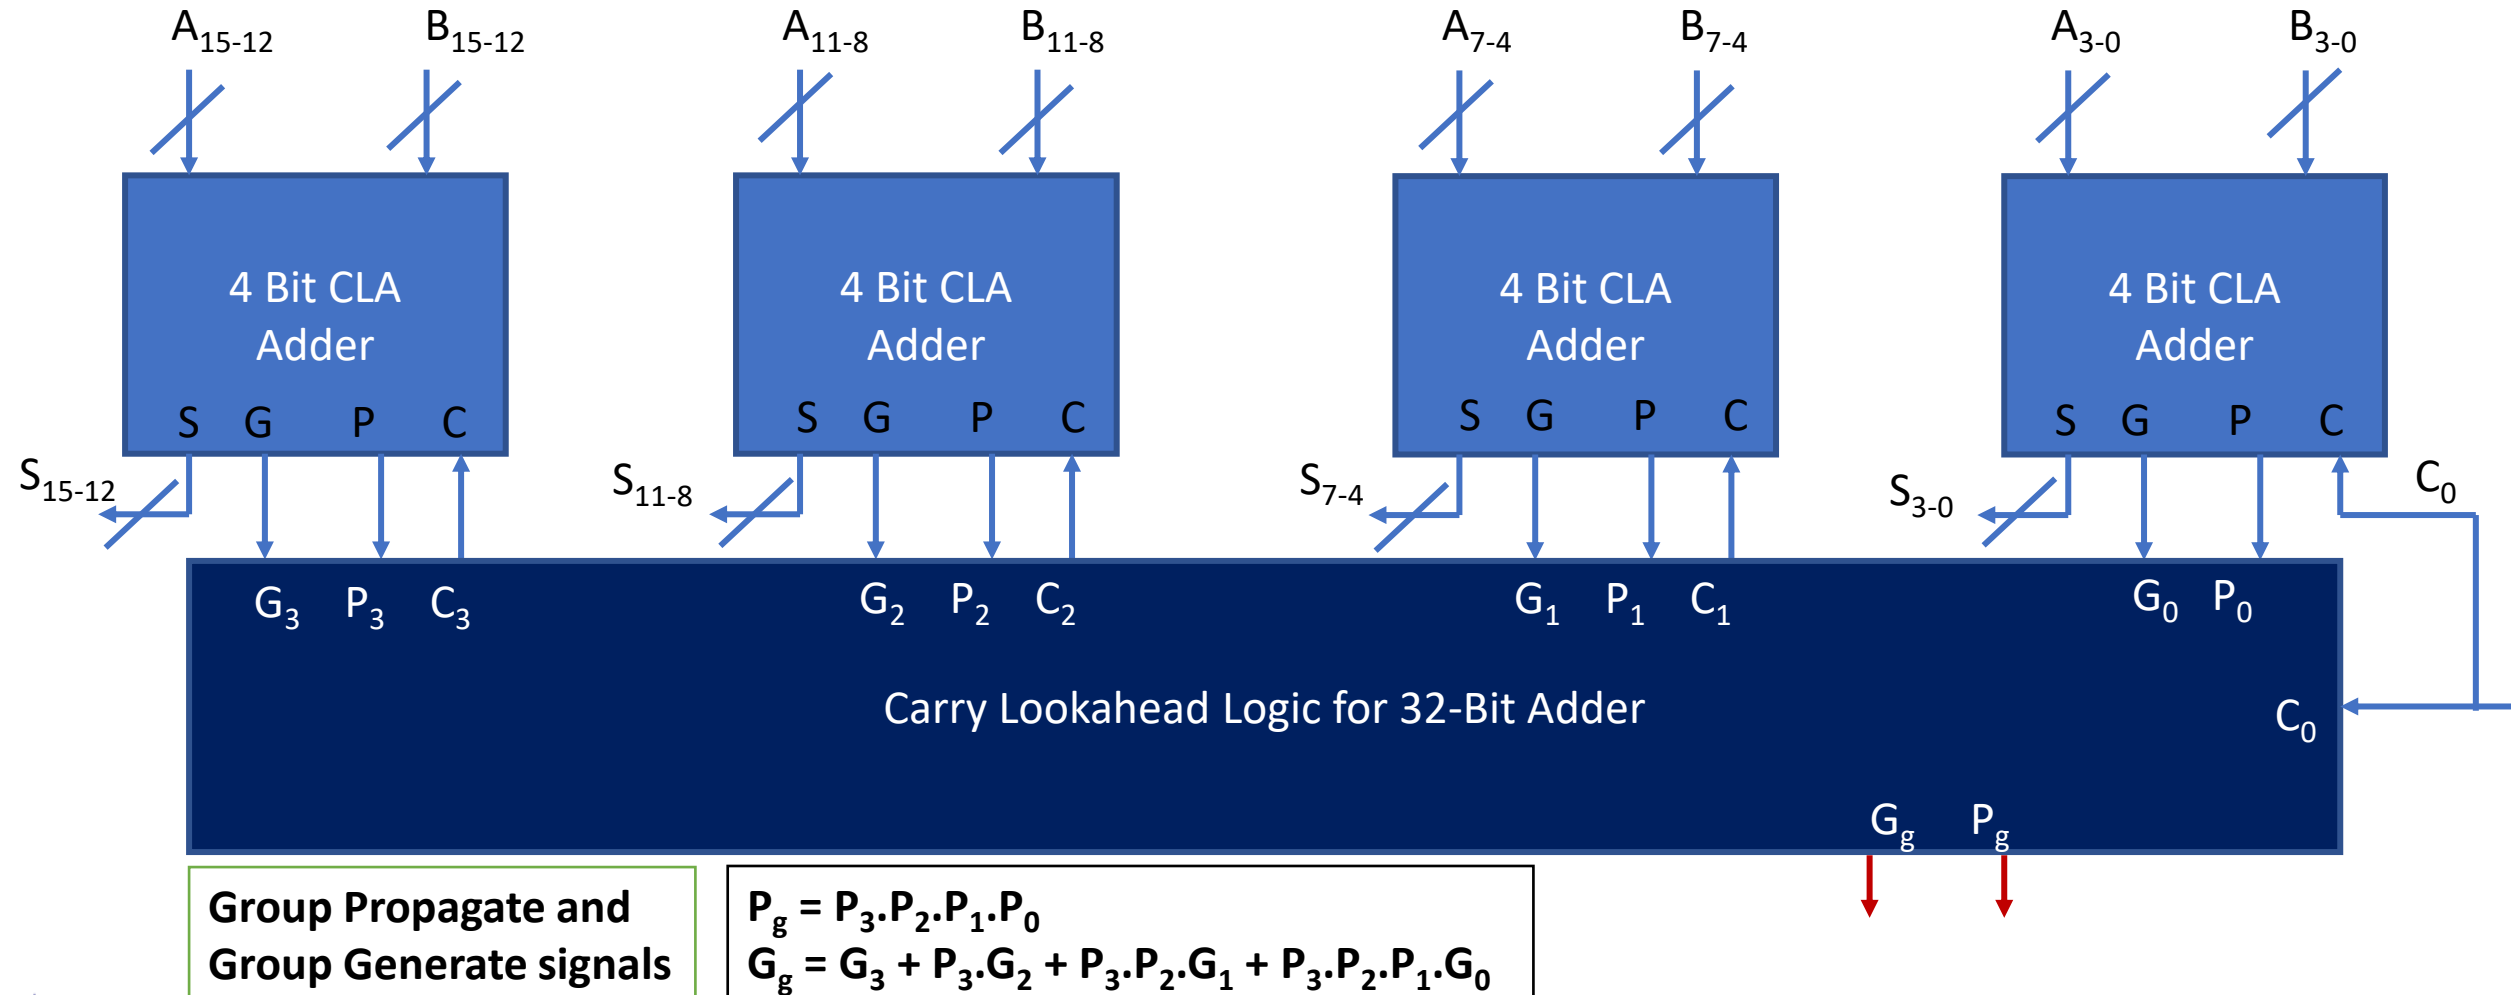 A15-12 B15-12 A11-8 B11-8 A7-4 B7-4 A3-0 B3-0
4 Bit CLA
Adder
4 Bit CLA
Adder
4 Bit CLA
Adder
4 Bit CLA
Adder
S G P C S G P C S G P C S G P C
S15-12 S11-8 S7-4 S3-0 C0
G3 P3 C3 G2 P2 C2 G1 P1 C1 G0 P0
Carry Lookahead Logic for 32-Bit Adder
C0
Gg Pg
Group Propagate and
Group Generate signals
Pg = P3.P2.P1.P0
Gg = G3 + P3.G2 + P3.P2.G1 + P3.P2.P1.G0